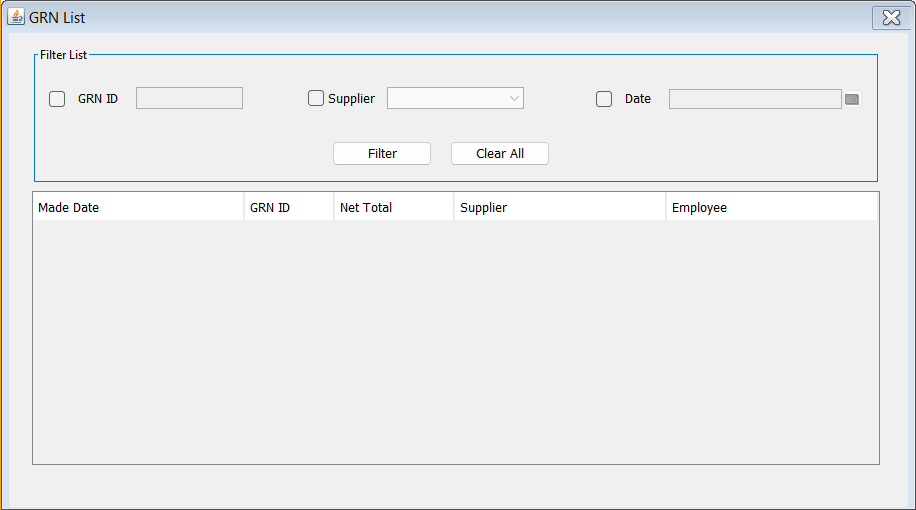 GRN List
Filter List
GRN ID Supplier Date
Filter Clear All
Made Date GRN ID Net Total Supplier Employee